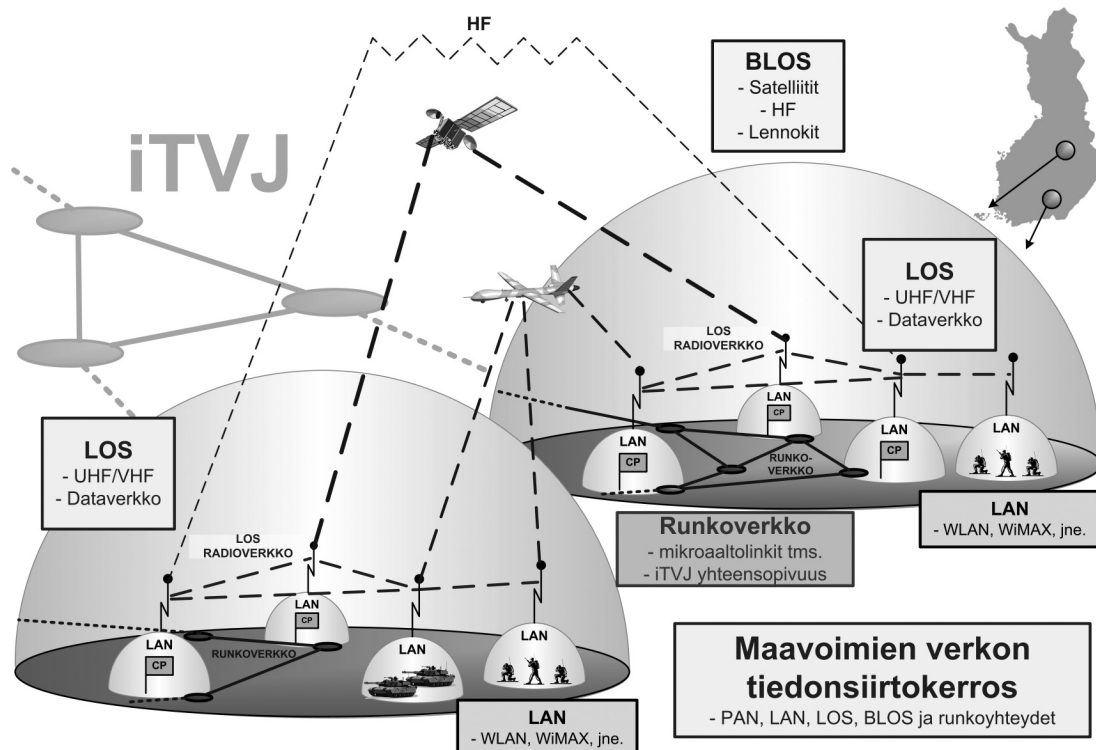 HF
BLOS
- Satelliitit
- HF
- Lennokit
iTVJ
LOS
- UHF/VHF
- Dataverkko
LOS
RADIOVERKKO
LAN
CP
LAN
CP
LAN
CP
LAN
RUNKO-
VERKKO
LOS
- UHF/VHF
- Dataverkko
LAN
- WLAN, WiMAX, jne.
Runkoverkko
- mikroaaltolinkit tms.
- iTVJ yhteensopivuus
LOS
RADIOVERKKO
LAN
CP
LAN
CP
LAN
LAN
RUNKOVERKKO
LAN
- WLAN, WiMAX, jne.
Maavoimien verkon
tiedonsiirtokerros
- PAN, LAN, LOS, BLOS ja runkoyhteydet